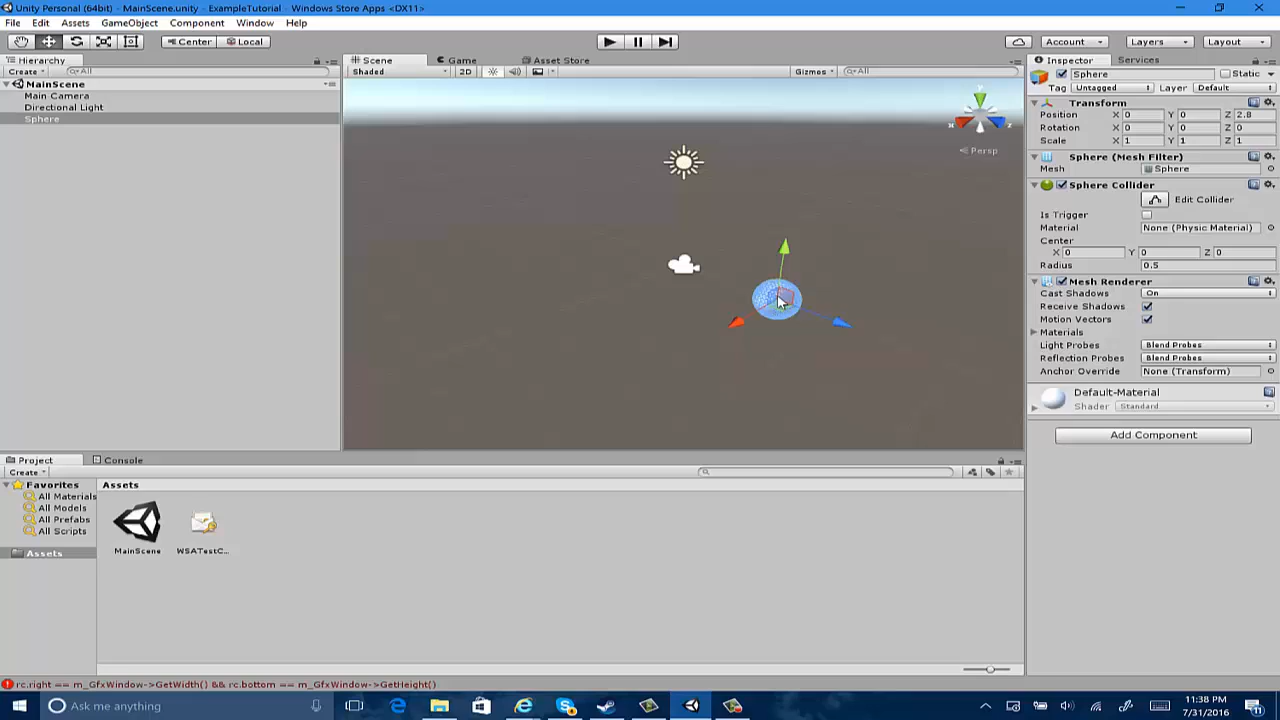 Unity Personal (64bit) - MainScene.unity - ExampleTutorial - Windows Store Apps <DX11>
File Edit Assets GameObject Component Window Help
Center Local Account Layers Layout
Hierarchy Scene Game Asset Store Inspector Services
Create All Shaded 2D Gizmos All Sphere Static
MainScene Tag Untagged Layer Default
Main Camera
Directional Light
Sphere
Transform
Position X 0 Y 0 Z 2.8
Rotation X 0 Y 0 Z 0
Scale X 1 Y 1 Z 1
y
x
z
Persp
Sphere (Mesh Filter)
Mesh Sphere
Sphere Collider
Edit Collider
Is Trigger
Material None (Physic Material)
Center
X 0 Y 0 Z 0
Radius 0.5
Mesh Renderer
Cast Shadows On
Receive Shadows
Motion Vectors
Materials
Light Probes Blend Probes
Reflection Probes Blend Probes
Anchor Override None (Transform)
Default-Material
Shader Standard
Add Component
Project Console
Create
Favorites Assets
All Materials
All Models
All Prefabs
All Scripts
Assets
MainScene WSATestC...
rc.right == m_GfxWindow->GetWidth() && rc.bottom == m_GfxWindow->GetHeight()
Ask me anything
11:38 PM
7/31/2016